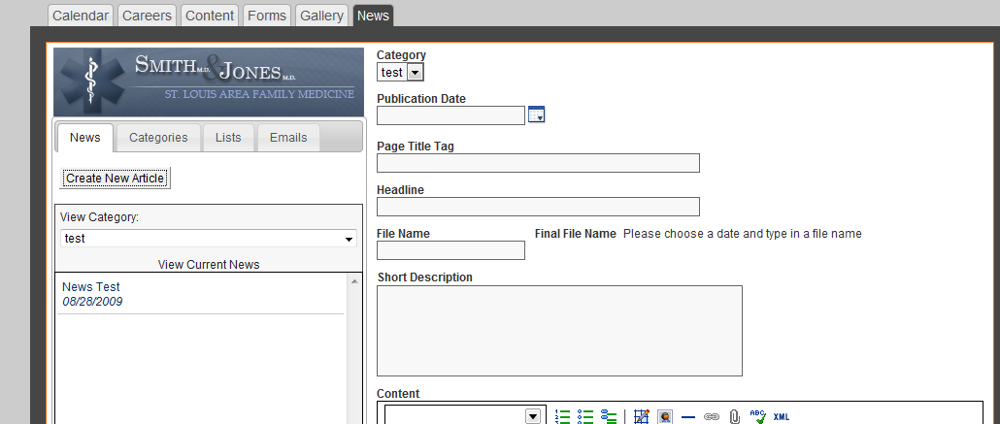 Calendar Careers Content Forms Gallery News
SMITH M.D. & JONES M.D.
ST. LOUIS AREA FAMILY MEDICINE
News Categories Lists Emails
Create New Article
View Category:
test
View Current News
News Test
08/28/2009
Category
test
Publication Date
Page Title Tag
Headline
File Name Final File Name Please choose a date and type in a file name
Short Description
Content
ABC XML